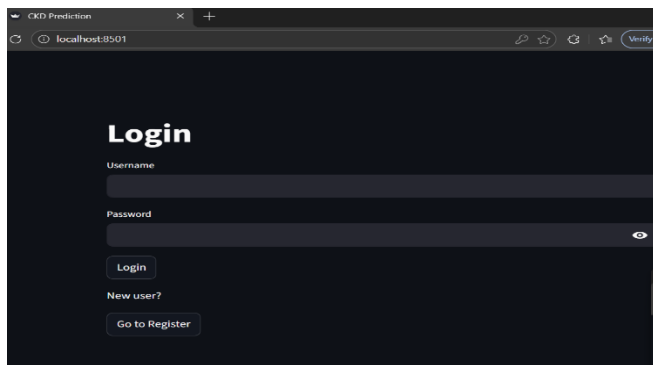 CKD Prediction
localhost:8501
Verify
Login
Username
Password
Login
New user?
Go to Register